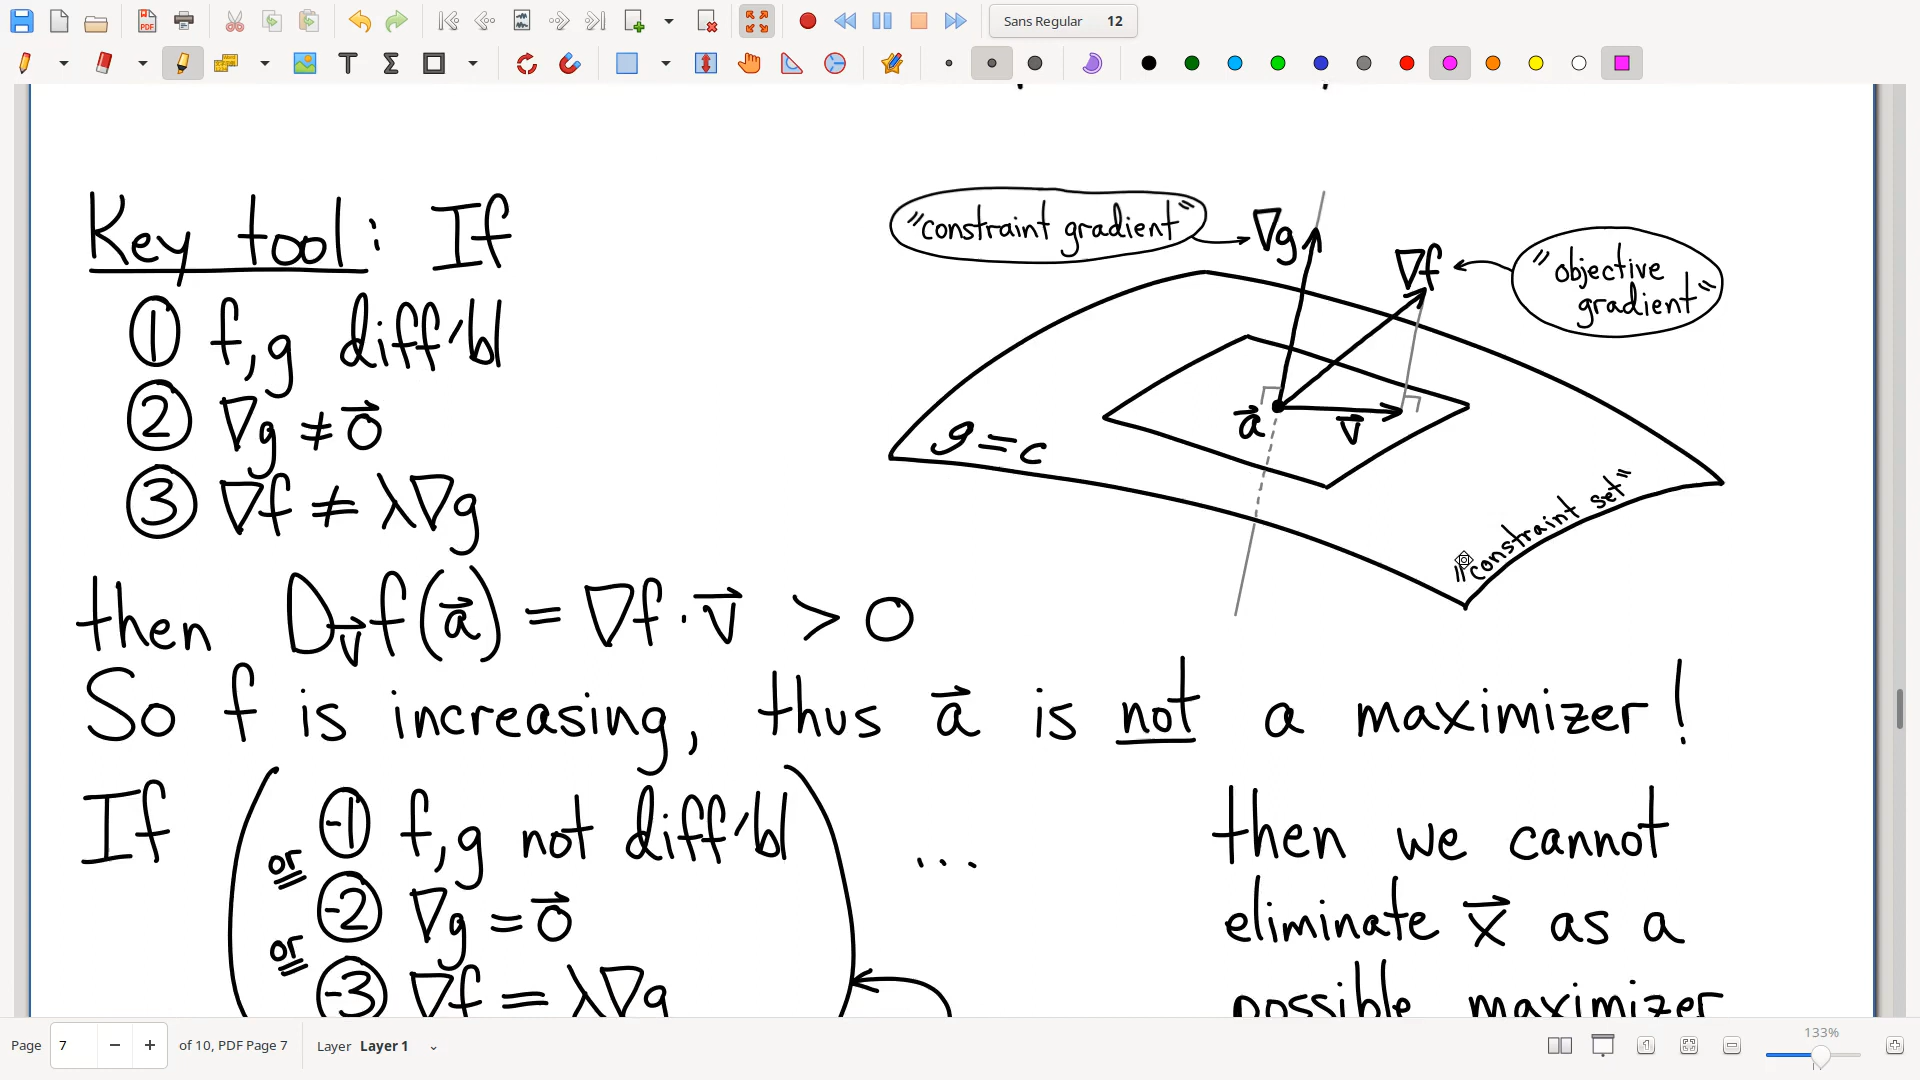 Sans Regular 12
Key tool: If
① f,g diff'bl
② ∇g ≠ 0⃗
③ ∇f ≠ λ∇g
"constraint gradient"
∇g
∇f
"objective
gradient"
a⃗
v⃗
g = c
"constraint set"
then D_v⃗ f(a⃗) = ∇f · v⃗ > 0
So f is increasing, thus a⃗ is not a maximizer!
If
(-1) f,g not diff'bl
or
(-2) ∇g = 0⃗
or
(-3) ∇f = λ∇g
...
then we cannot
eliminate x⃗ as a
possible maximizer
Page 7 − + of 10, PDF Page 7 Layer Layer 1
133%